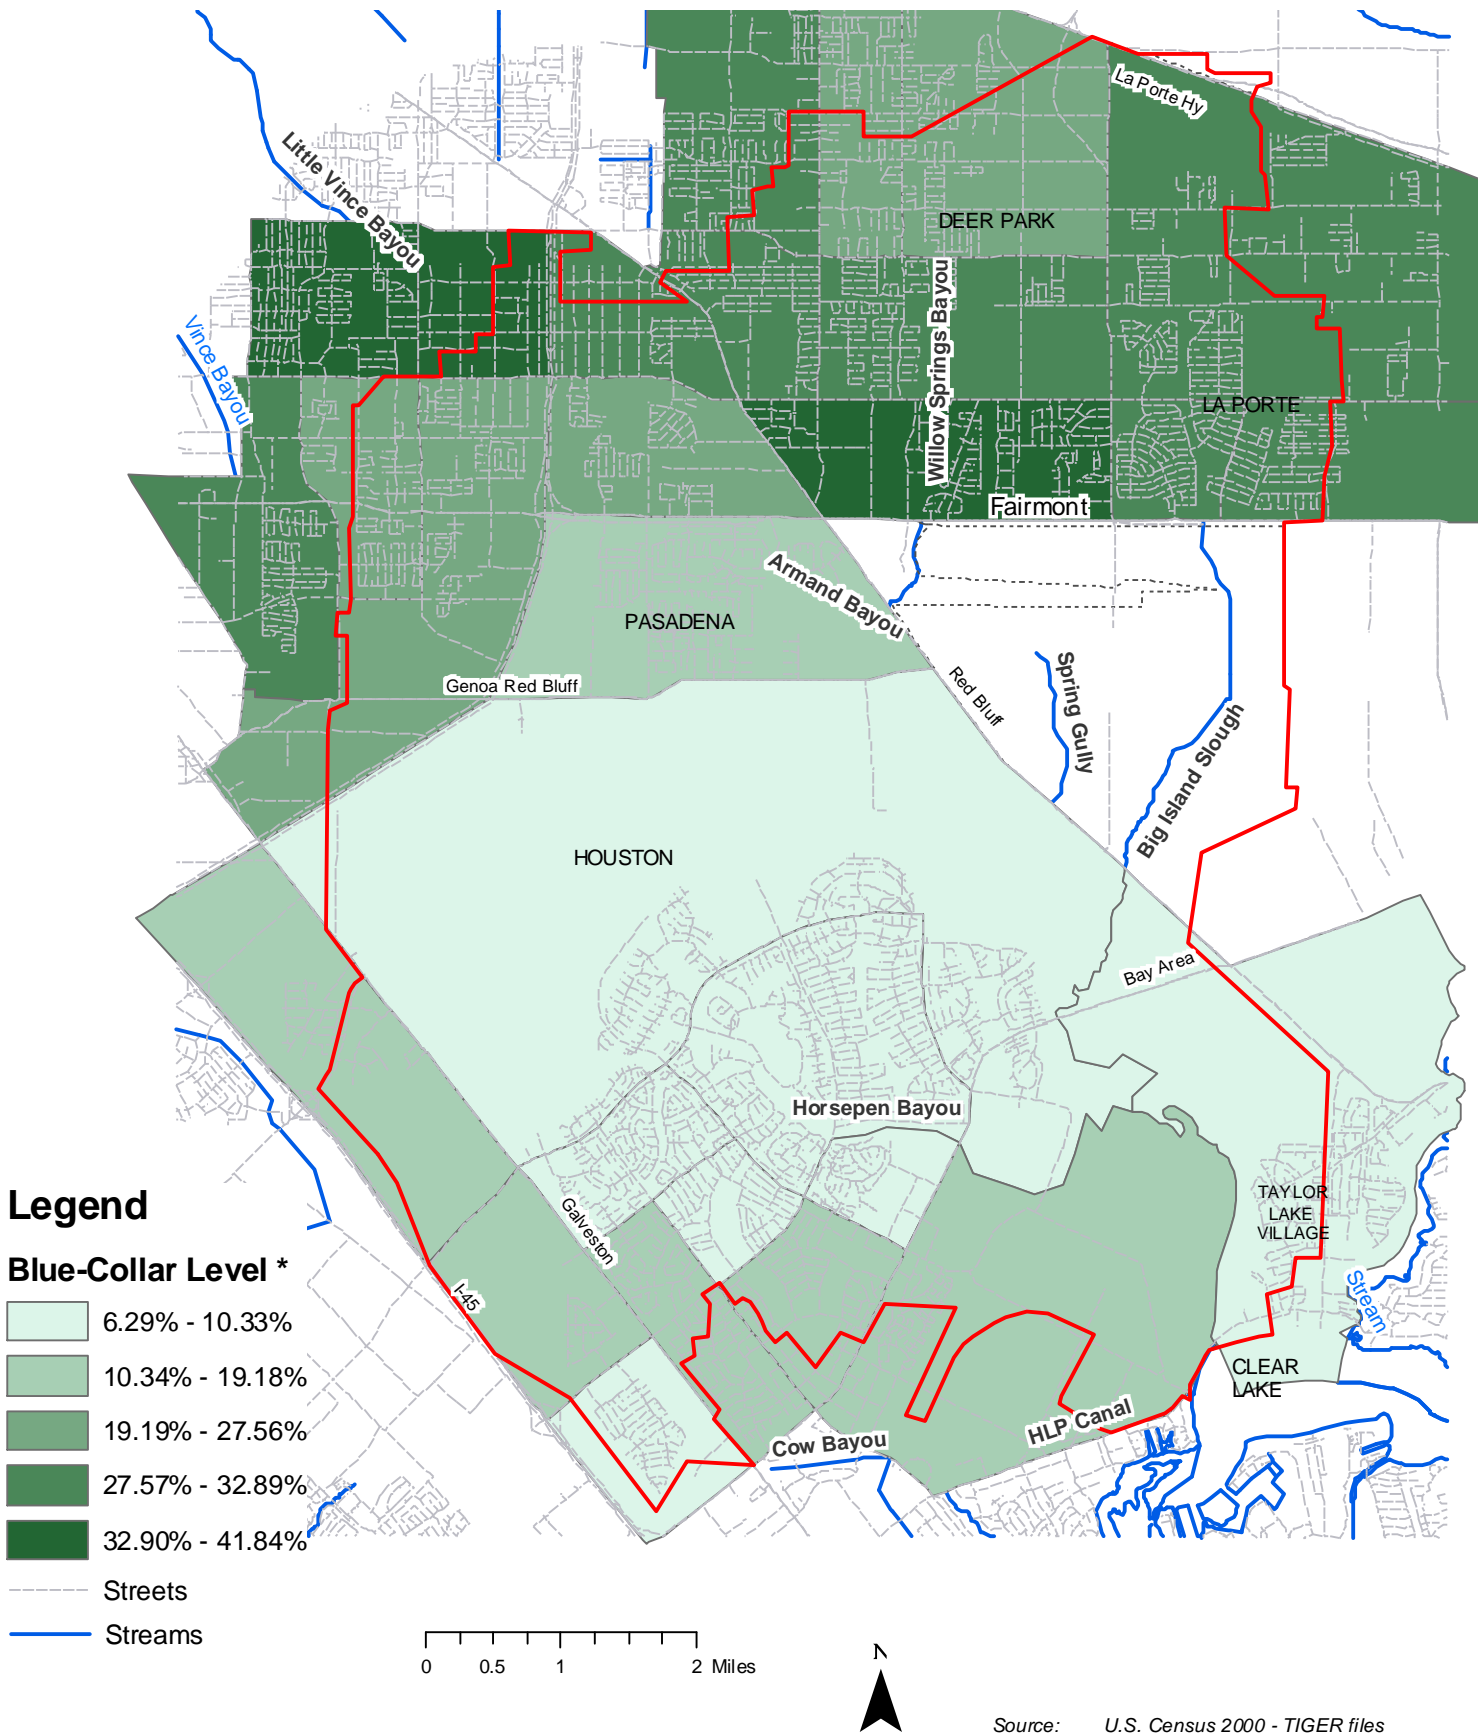 La Porte Hy
Little Vince Bayou
DEER PARK
Willow Springs Bayou
Vince Bayou
LA PORTE
Fairmont
Armand Bayou
PASADENA
Genoa Red Bluff
Red Bluff
Spring Gully
Big Island Slough
HOUSTON
Bay Area
Horsepen Bayou
TAYLOR
LAKE
VILLAGE
Galveston
I-45
Stream
CLEAR
LAKE
HLP Canal
Cow Bayou
Legend
Blue-Collar Level *
6.29% - 10.33%
10.34% - 19.18%
19.19% - 27.56%
27.57% - 32.89%
32.90% - 41.84%
Streets
Streams
0 0.5 1 2 Miles
N
Source: U.S. Census 2000 - TIGER files